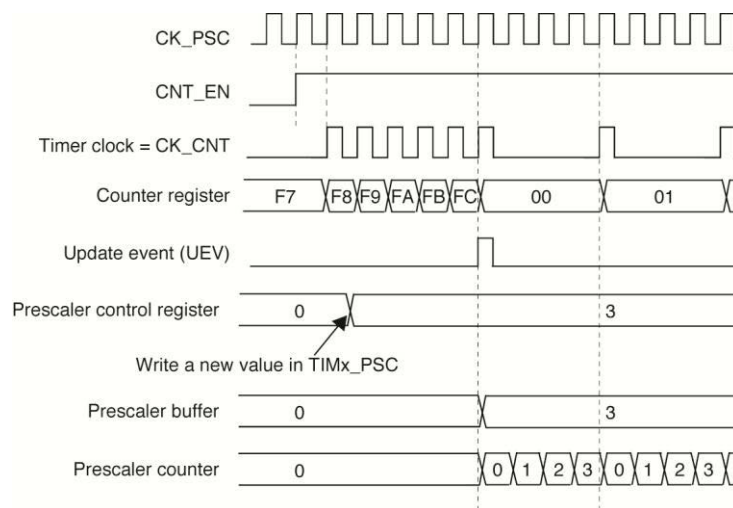 CK_PSC
CNT_EN
Timer clock = CK_CNT
Counter register F7 F8 F9 FA FB FC 00 01
Update event (UEV)
Prescaler control register 0 3
Write a new value in TIMx_PSC
Prescaler buffer 0 3
Prescaler counter 0 0 1 2 3 0 1 2 3